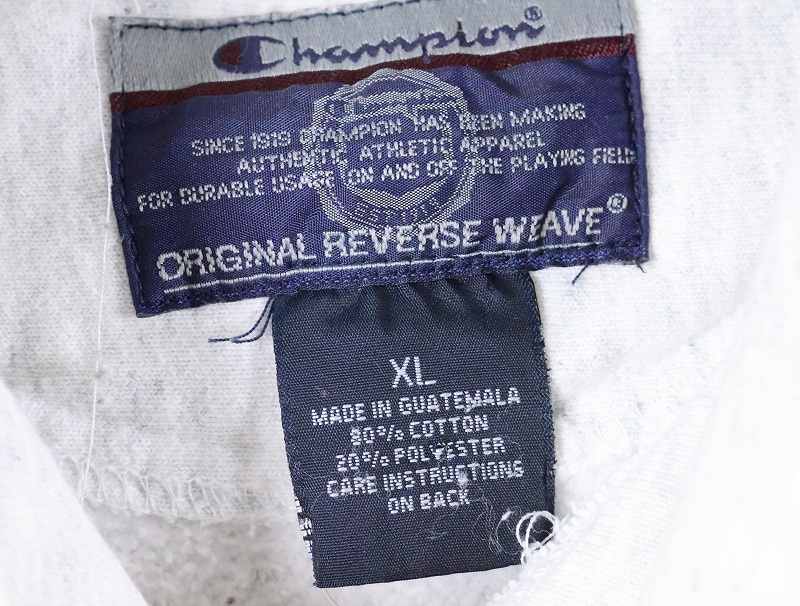 Champion®
SINCE 1919 CHAMPION HAS BEEN MAKING
AUTHENTIC ATHLETIC APPAREL
FOR DURABLE USAGE ON AND OFF THE PLAYING FIELD
ORIGINAL REVERSE WEAVE®
XL
MADE IN GUATEMALA
80% COTTON
20% POLYESTER
CARE INSTRUCTIONS
ON BACK